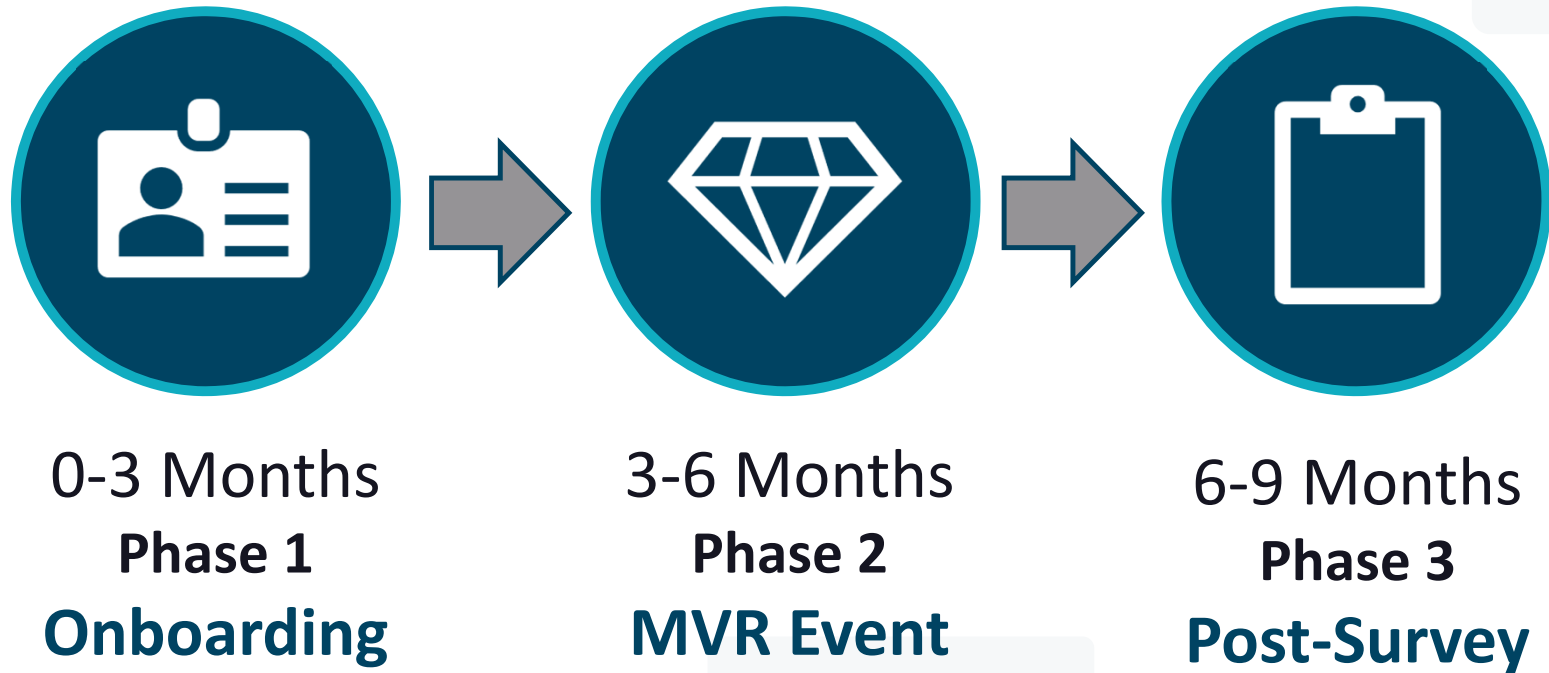 0-3 Months
Phase 1
Onboarding
3-6 Months
Phase 2
MVR Event
6-9 Months
Phase 3
Post-Survey